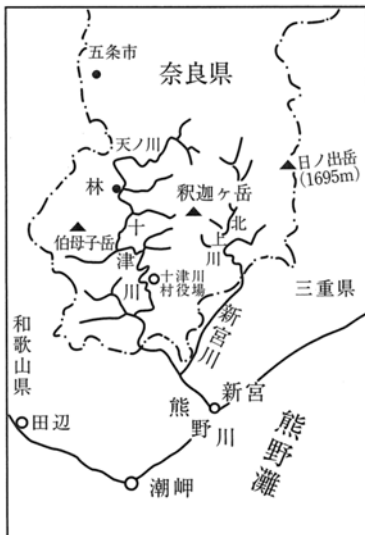 五条市
奈良県
天ノ川
日ノ出岳
(1695m)
林
釈迦ヶ岳
北上川
伯母子岳
十津川
十津川
村役場
三重県
新宮川
和歌山県
新宮
熊野川
熊野灘
田辺
潮岬